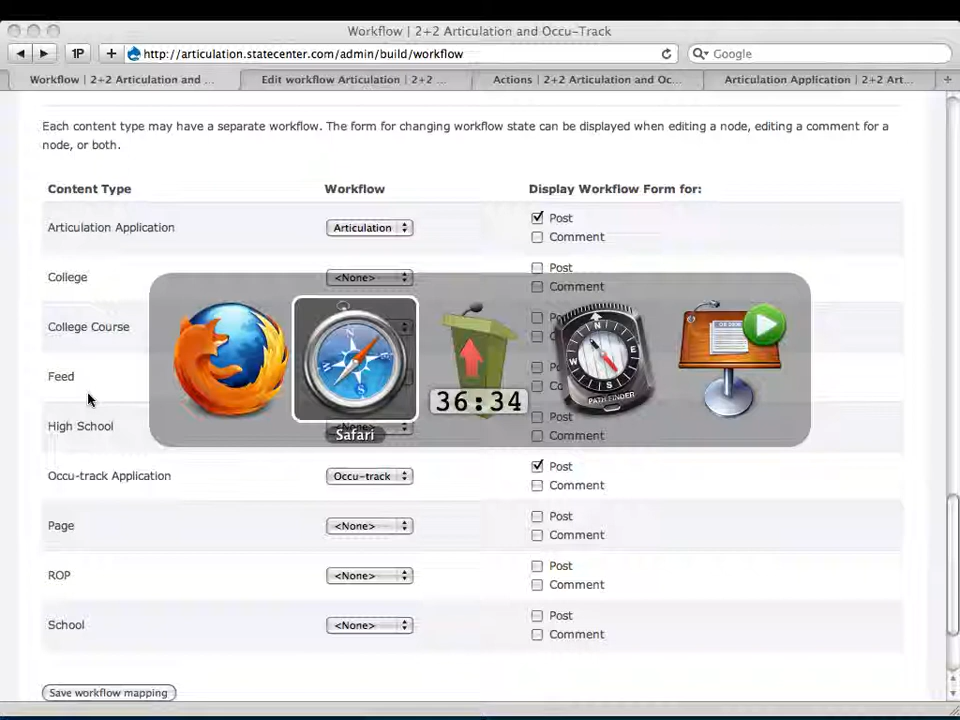 Workflow | 2+2 Articulation and Occu-Track
1P
+
http://articulation.statecenter.com/admin/build/workflow
Google
Workflow | 2+2 Articulation and ...
Edit workflow Articulation | 2+2 ...
Actions | 2+2 Articulation and Oc...
Articulation Application | 2+2 Art...
+
Each content type may have a separate workflow. The form for changing workflow state can be displayed when editing a node, editing a comment for a
node, or both.
Content Type Workflow Display Workflow Form for:
Articulation Application Articulation Post
Comment
College <None> Post
Comment
College Course
Feed
High School <None> Post
Comment
36:34
PATH FINDER
Safari
Occu-track Application Occu-track Post
Comment
Page <None> Post
Comment
ROP <None> Post
Comment
School <None> Post
Comment
Save workflow mapping